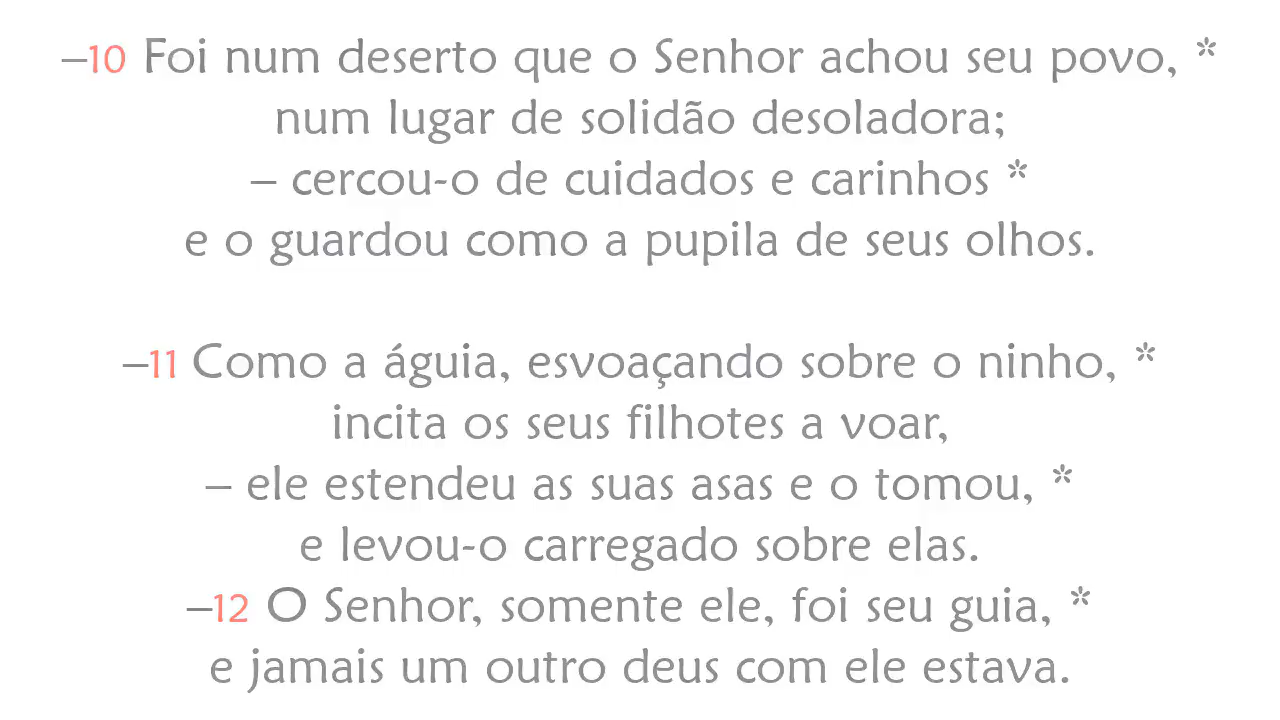 –10 Foi num deserto que o Senhor achou seu povo, *
num lugar de solidão desoladora;
– cercou-o de cuidados e carinhos *
e o guardou como a pupila de seus olhos.
–11 Como a águia, esvoaçando sobre o ninho, *
incita os seus filhotes a voar,
– ele estendeu as suas asas e o tomou, *
e levou-o carregado sobre elas.
–12 O Senhor, somente ele, foi seu guia, *
e jamais um outro deus com ele estava.